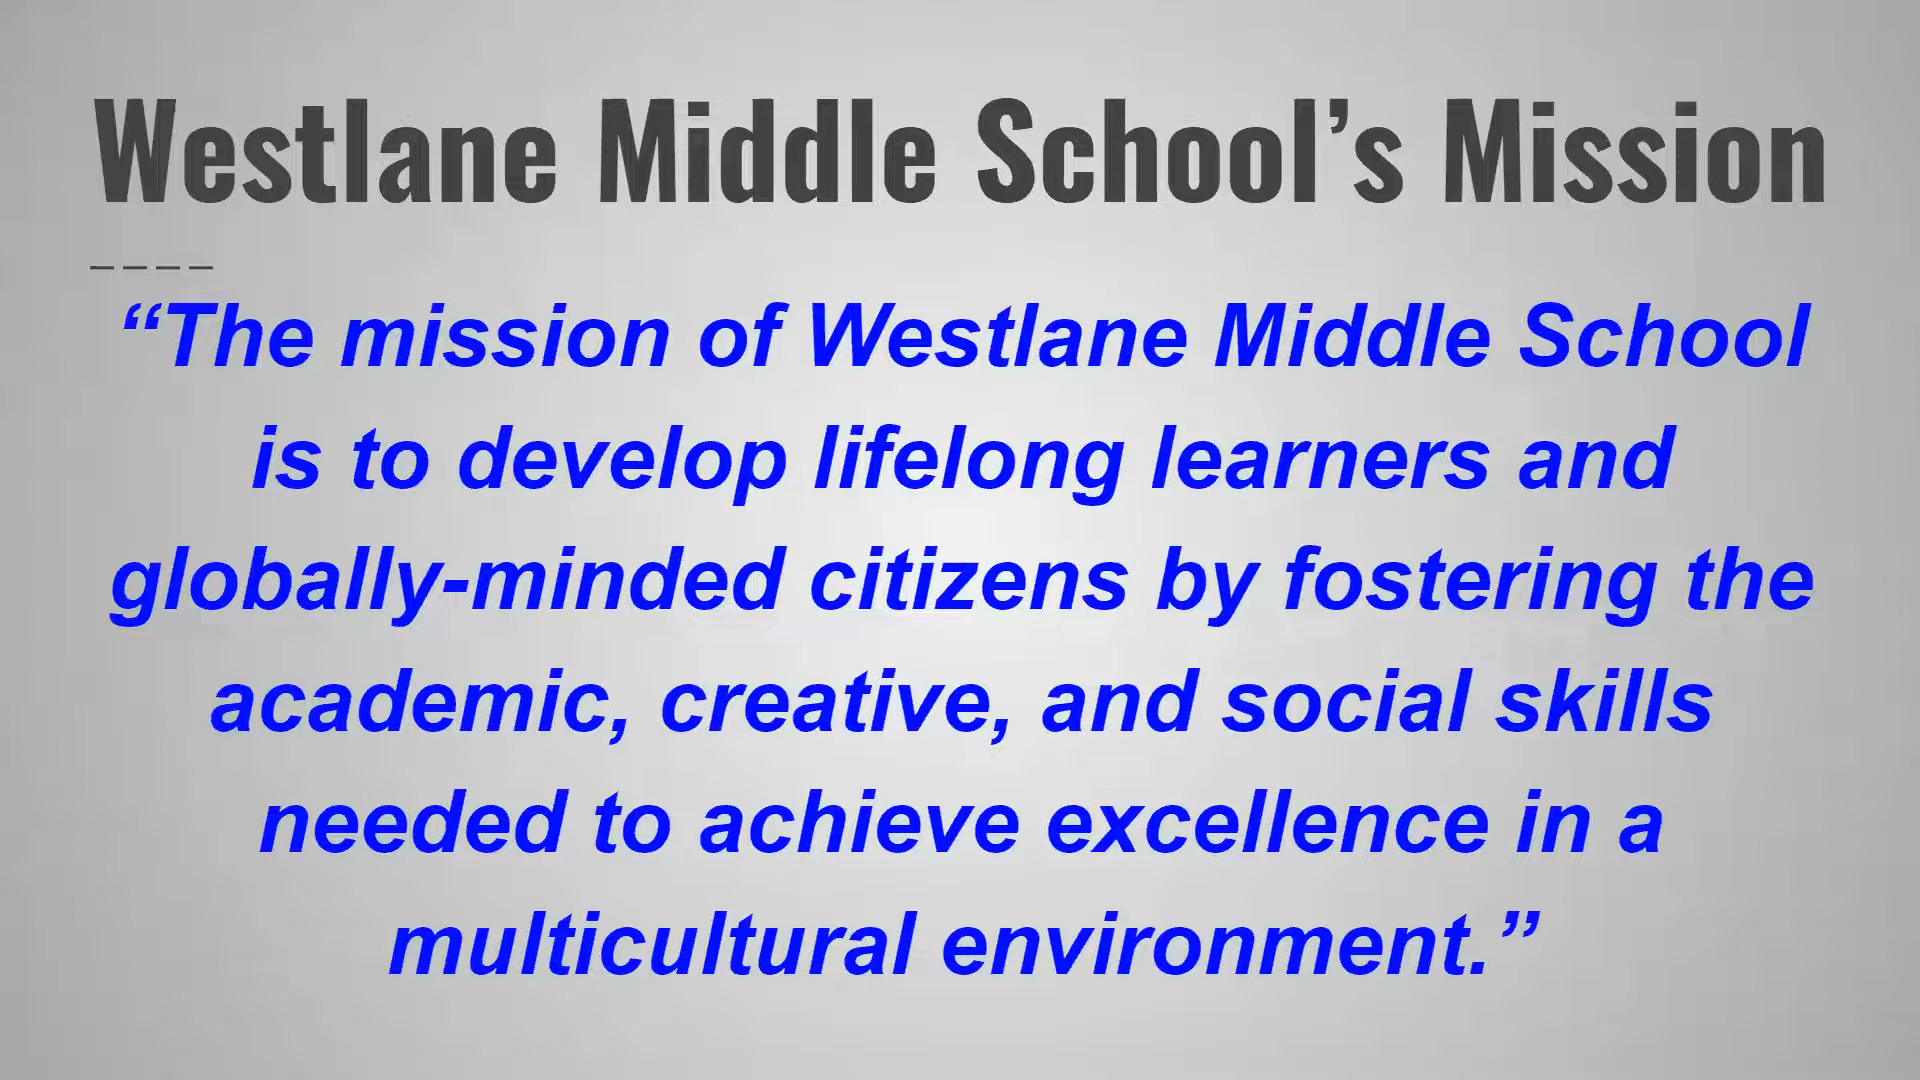 Westlane Middle School’s Mission
“The mission of Westlane Middle School
is to develop lifelong learners and
globally-minded citizens by fostering the
academic, creative, and social skills
needed to achieve excellence in a
multicultural environment.”